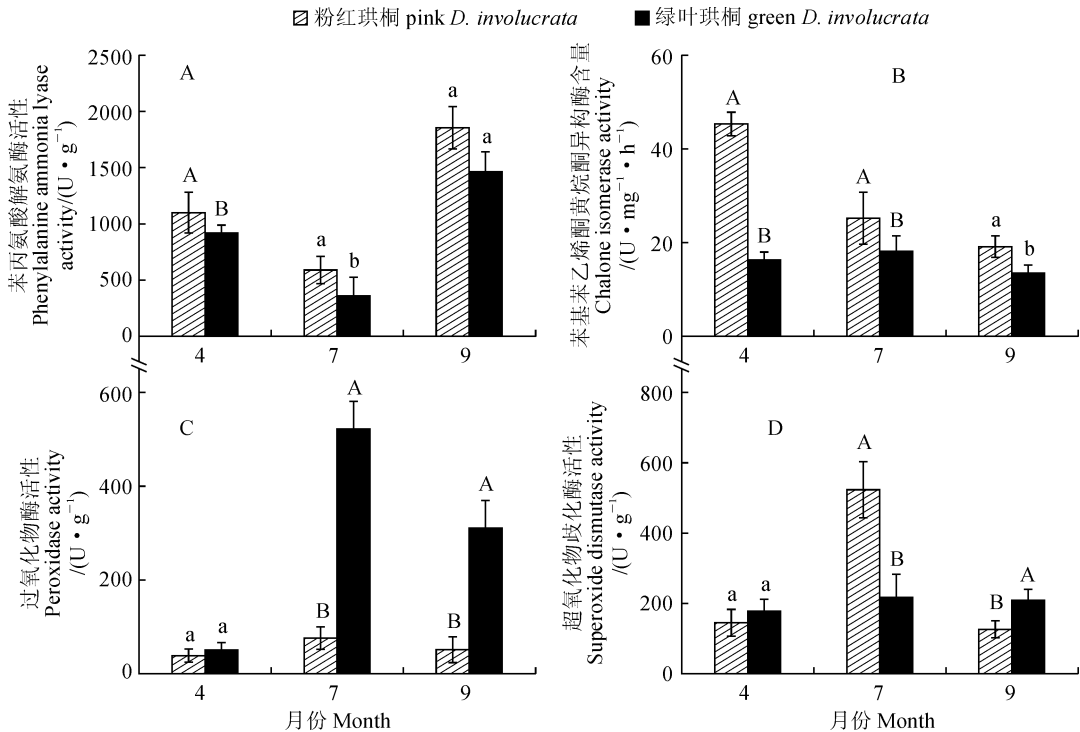 粉红珙桐 pink D. involucrata
绿叶珙桐 green D. involucrata
苯丙氨酸解氨酶活性
Phenylalanine ammonia lyase
activity/(U·g⁻¹)
2500
2000
1500
1000
500
0
A
A
B
a
b
a
a
4
7
9
苯基苯乙烯酮黄烷酮异构酶含量
Chalone isomerase activity
/(U·mg⁻¹·h⁻¹)
60
40
20
0
B
A
B
A
B
a
b
4
7
9
过氧化物酶活性
Peroxidase activity
/(U·g⁻¹)
600
400
200
0
C
a
a
B
A
B
A
4
7
9
月份 Month
超氧化物歧化酶活性
Superoxide dismutase activity
/(U·g⁻¹)
800
600
400
200
0
D
a
a
A
B
B
A
4
7
9
月份 Month